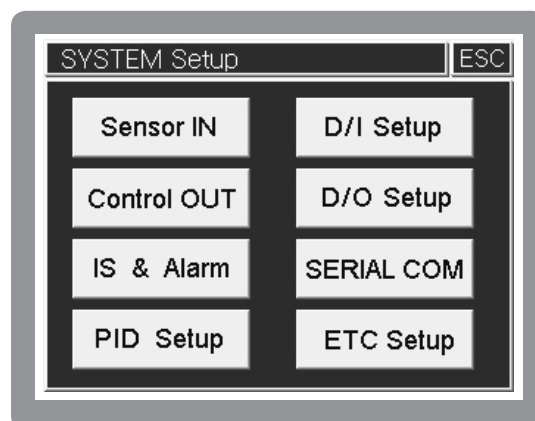 SYSTEM Setup ESC
Sensor IN D/I Setup
Control OUT D/O Setup
IS & Alarm SERIAL COM
PID Setup ETC Setup